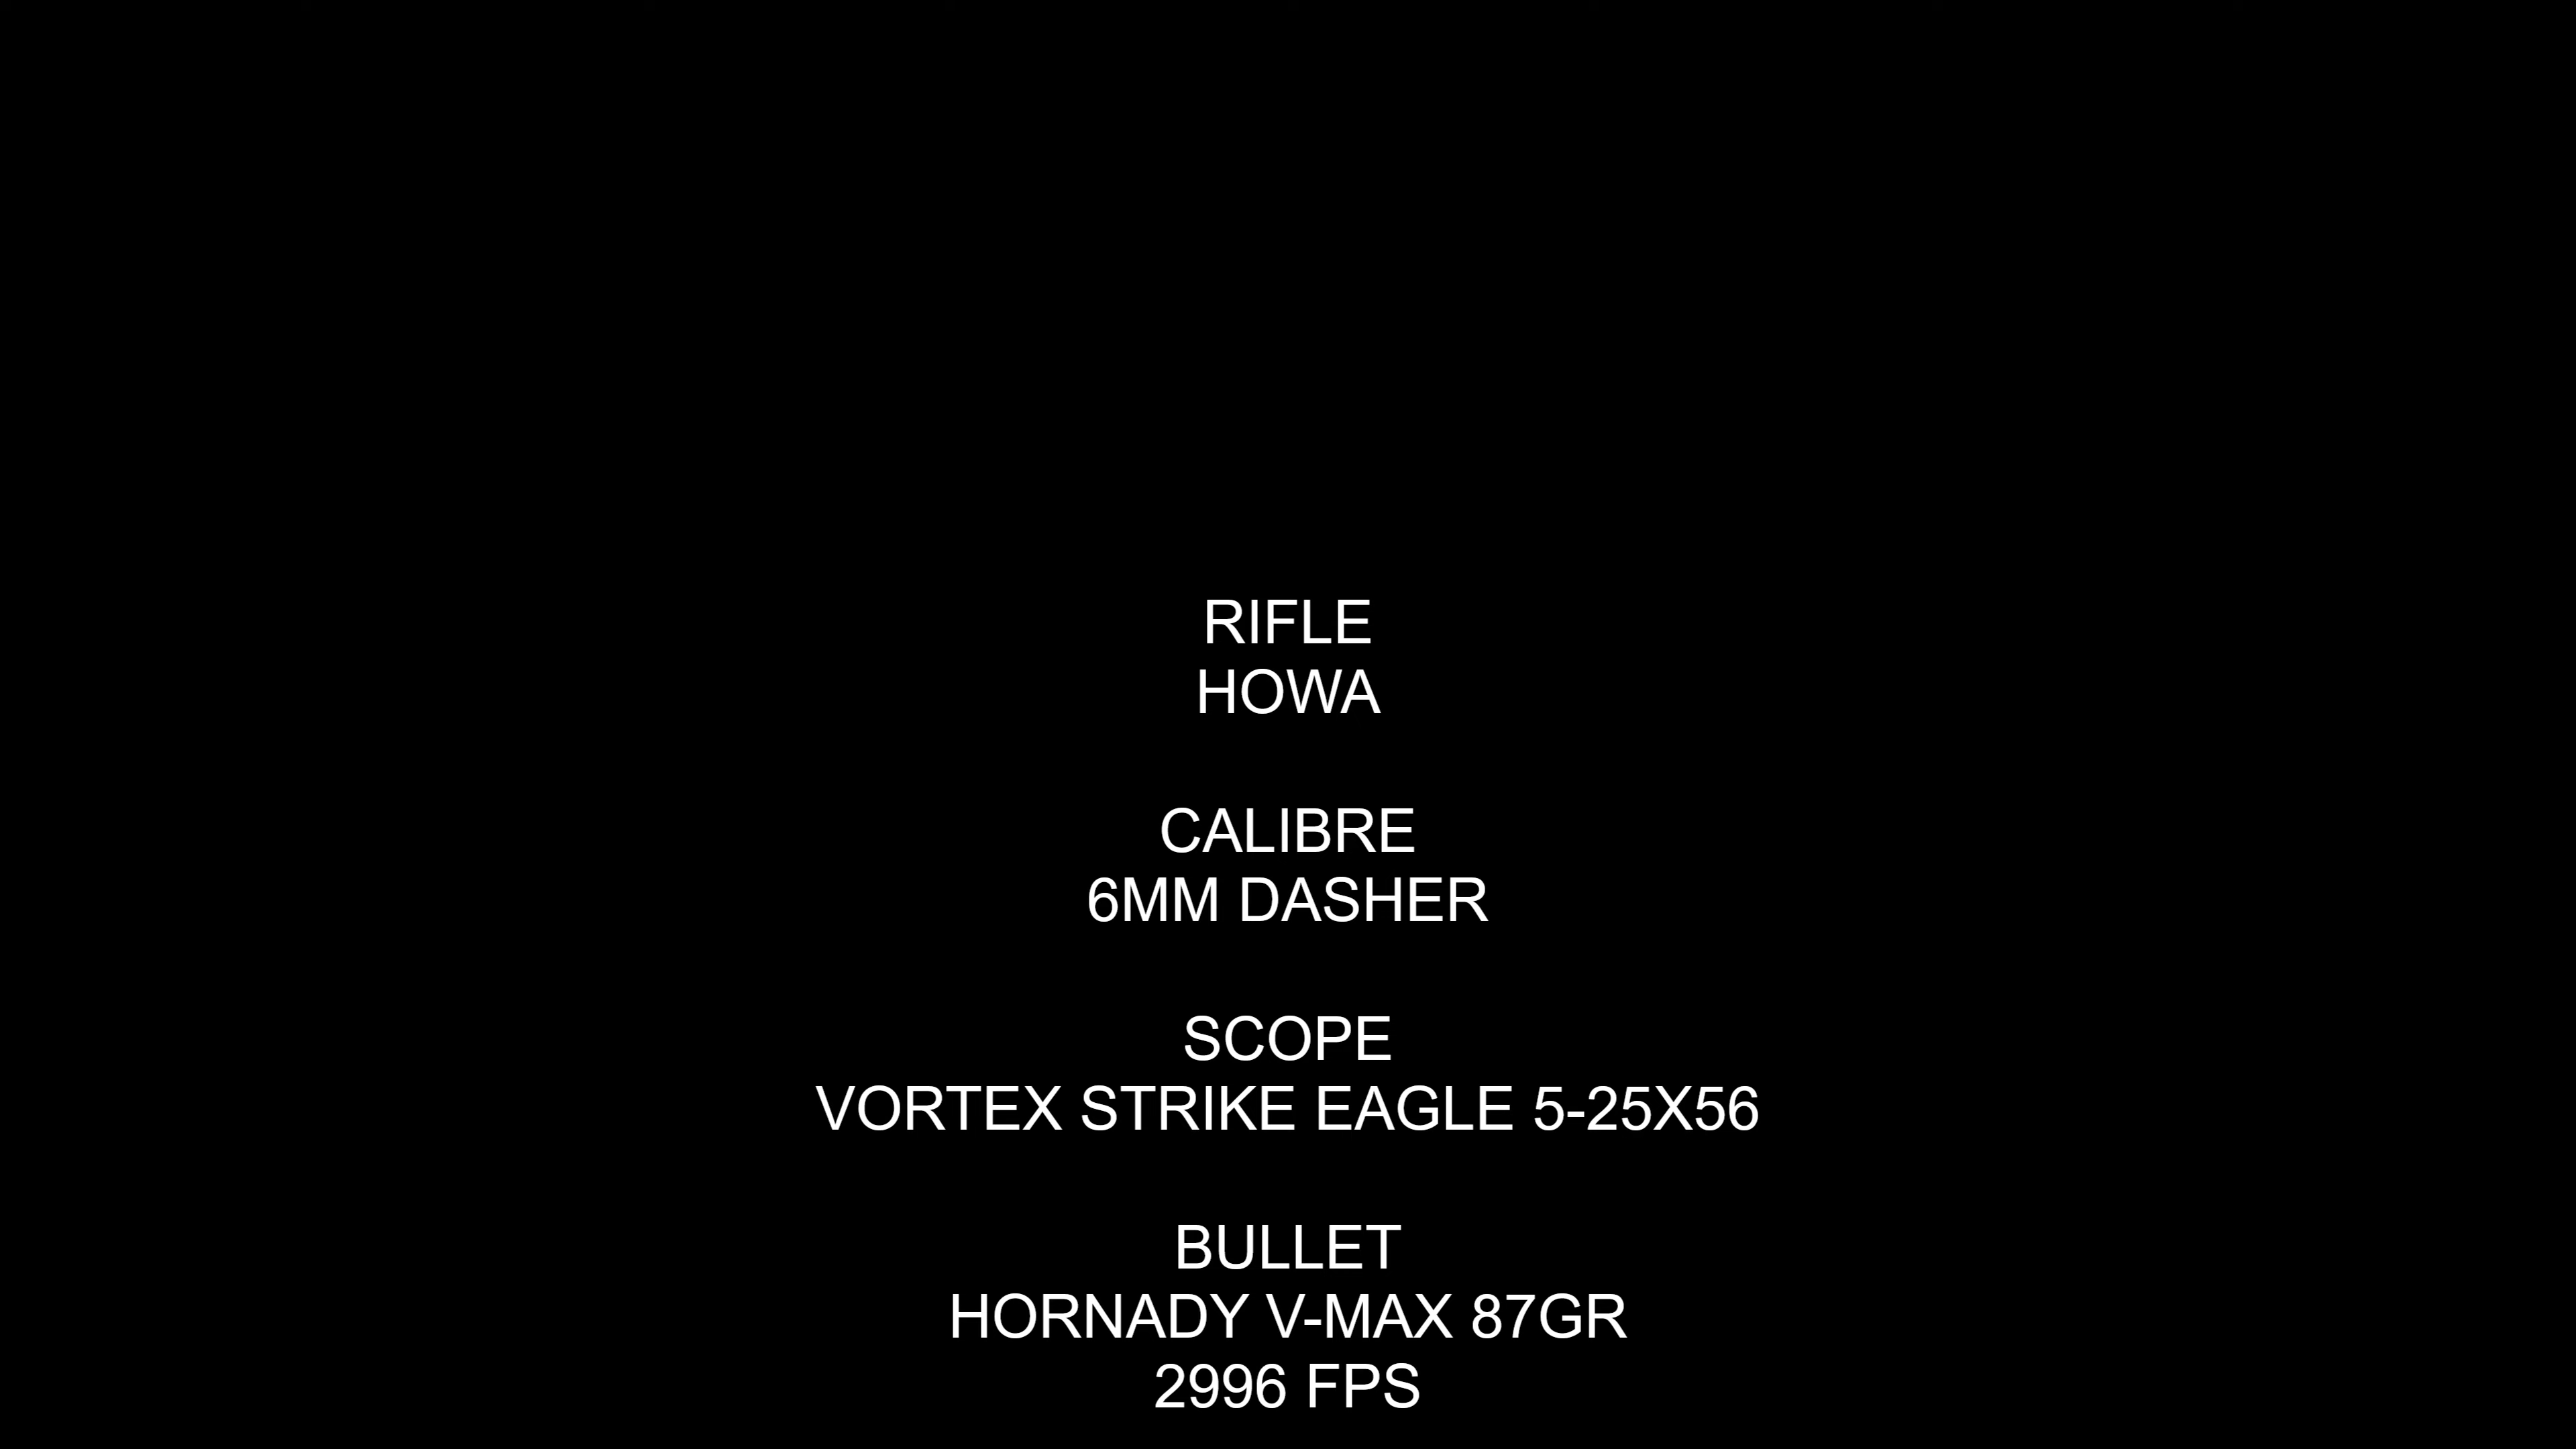 RIFLE
HOWA
CALIBRE
6MM DASHER
SCOPE
VORTEX STRIKE EAGLE 5-25X56
BULLET
HORNADY V-MAX 87GR
2996 FPS